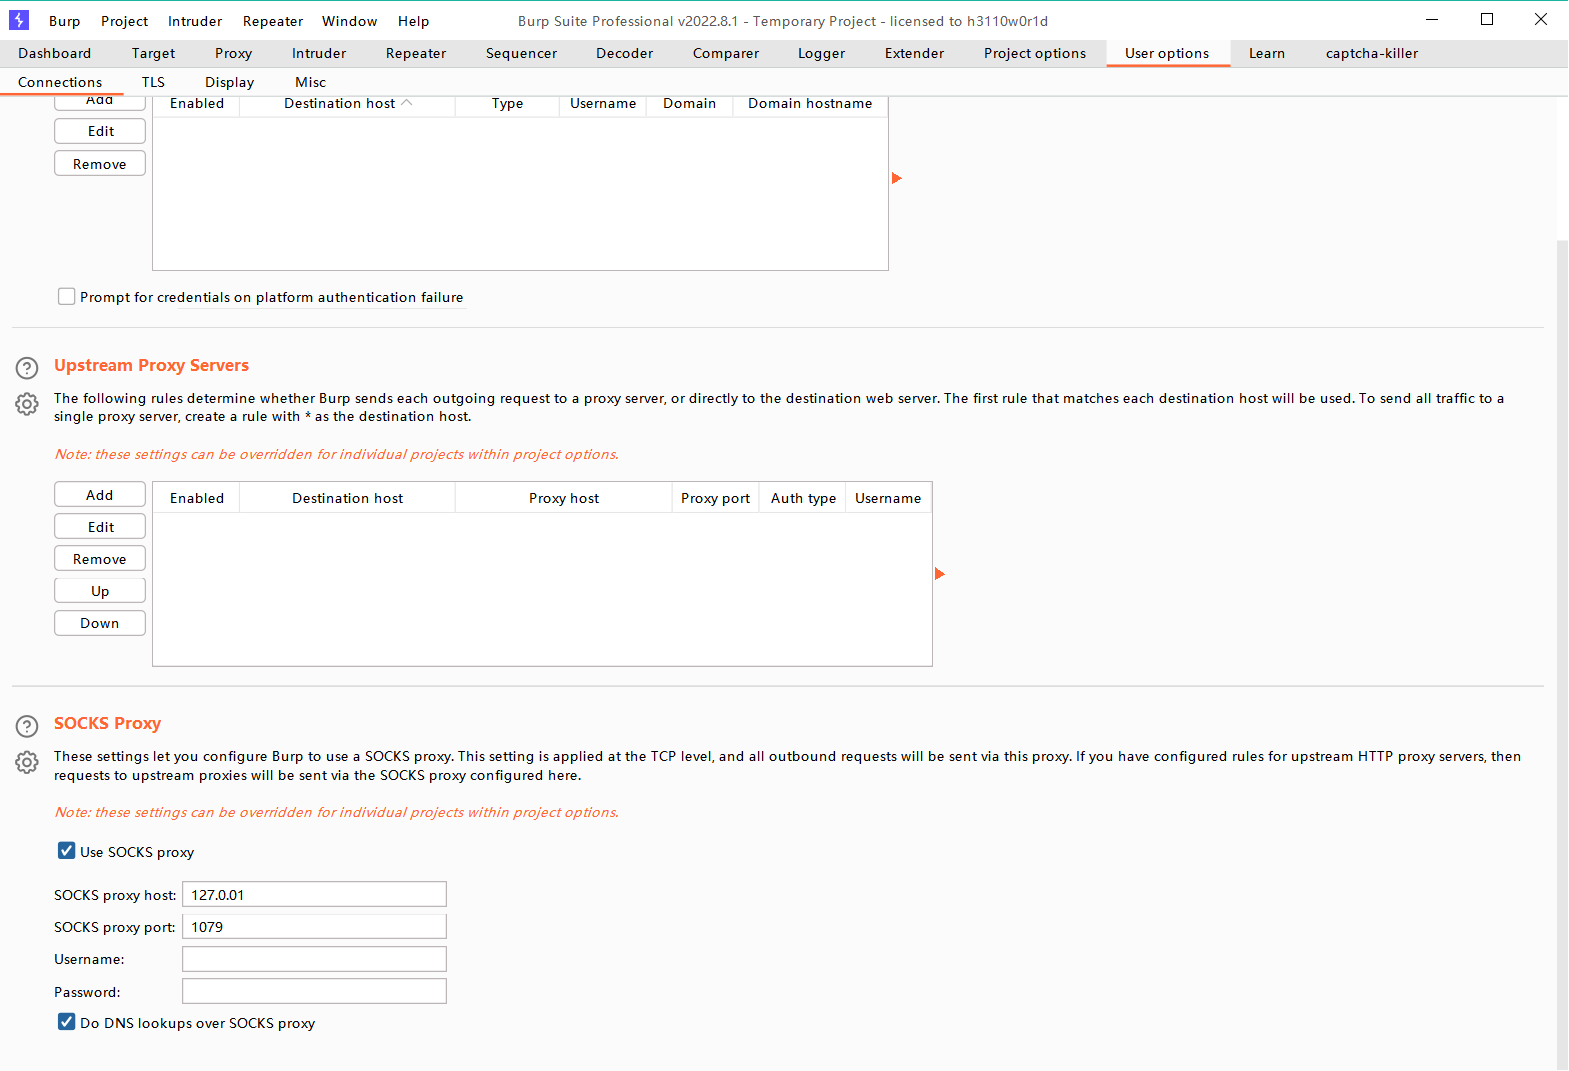 Burp Project Intruder Repeater Window Help Burp Suite Professional v2022.8.1 - Temporary Project - licensed to h3110w0r1d
Dashboard Target Proxy Intruder Repeater Sequencer Decoder Comparer Logger Extender Project options User options Learn captcha-killer
Connections TLS Display Misc
Add Enabled Destination host Type Username Domain Domain hostname
Edit
Remove
Prompt for credentials on platform authentication failure
Upstream Proxy Servers
The following rules determine whether Burp sends each outgoing request to a proxy server, or directly to the destination web server. The first rule that matches each destination host will be used. To send all traffic to a
single proxy server, create a rule with * as the destination host.
Note: these settings can be overridden for individual projects within project options.
Add Enabled Destination host Proxy host Proxy port Auth type Username
Edit
Remove
Up
Down
SOCKS Proxy
These settings let you configure Burp to use a SOCKS proxy. This setting is applied at the TCP level, and all outbound requests will be sent via this proxy. If you have configured rules for upstream HTTP proxy servers, then
requests to upstream proxies will be sent via the SOCKS proxy configured here.
Note: these settings can be overridden for individual projects within project options.
Use SOCKS proxy
SOCKS proxy host: 127.0.01
SOCKS proxy port: 1079
Username:
Password:
Do DNS lookups over SOCKS proxy